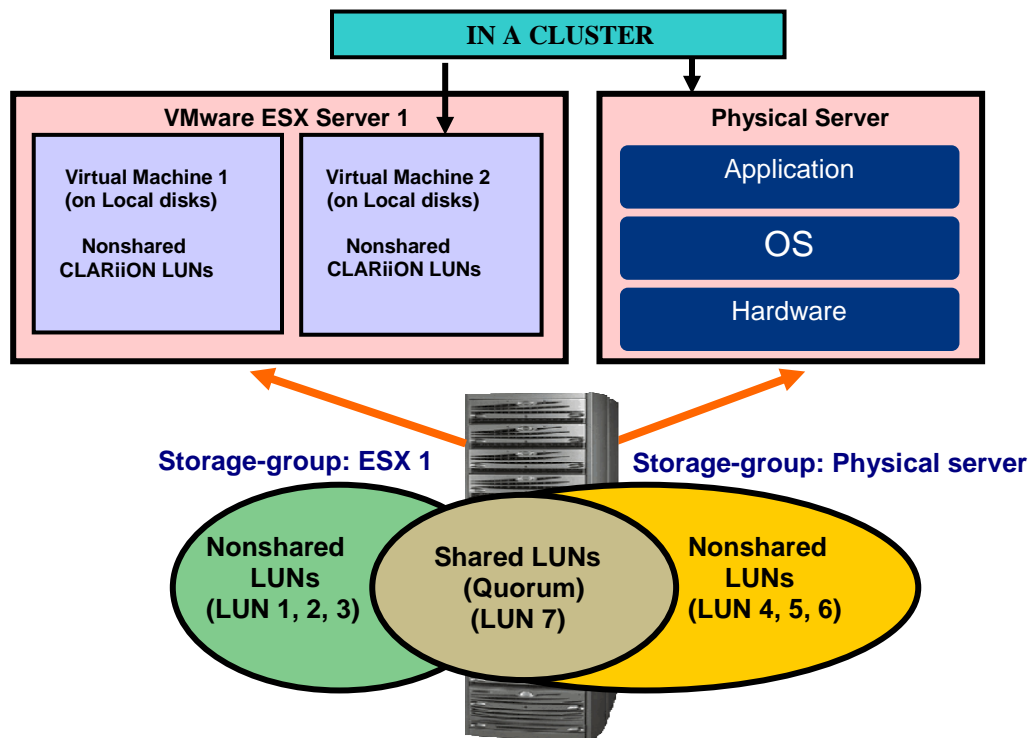 IN A CLUSTER
VMware ESX Server 1
Virtual Machine 1
(on Local disks)
Nonshared
CLARiiON LUNs
Virtual Machine 2
(on Local disks)
Nonshared
CLARiiON LUNs
Physical Server
Application
OS
Hardware
Storage-group: ESX 1
Storage-group: Physical server
Nonshared
LUNs
(LUN 1, 2, 3)
Shared LUNs
(Quorum)
(LUN 7)
Nonshared
LUNs
(LUN 4, 5, 6)